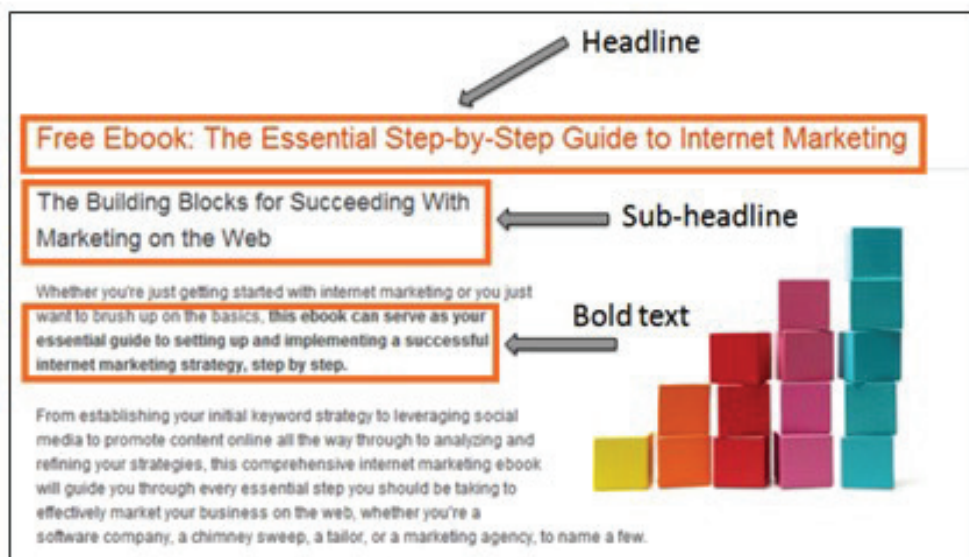 Headline
Free Ebook: The Essential Step-by-Step Guide to Internet Marketing
The Building Blocks for Succeeding With
Marketing on the Web
Sub-headline
Whether you're just getting started with internet marketing or you just
want to brush up on the basics, this ebook can serve as your
essential guide to setting up and implementing a successful
internet marketing strategy, step by step.
Bold text
From establishing your initial keyword strategy to leveraging social
media to promote content online all the way through to analyzing and
refining your strategies, this comprehensive internet marketing ebook
will guide you through every essential step you should be taking to
effectively market your business on the web, whether you're a
software company, a chimney sweep, a tailor, or a marketing agency, to name a few.